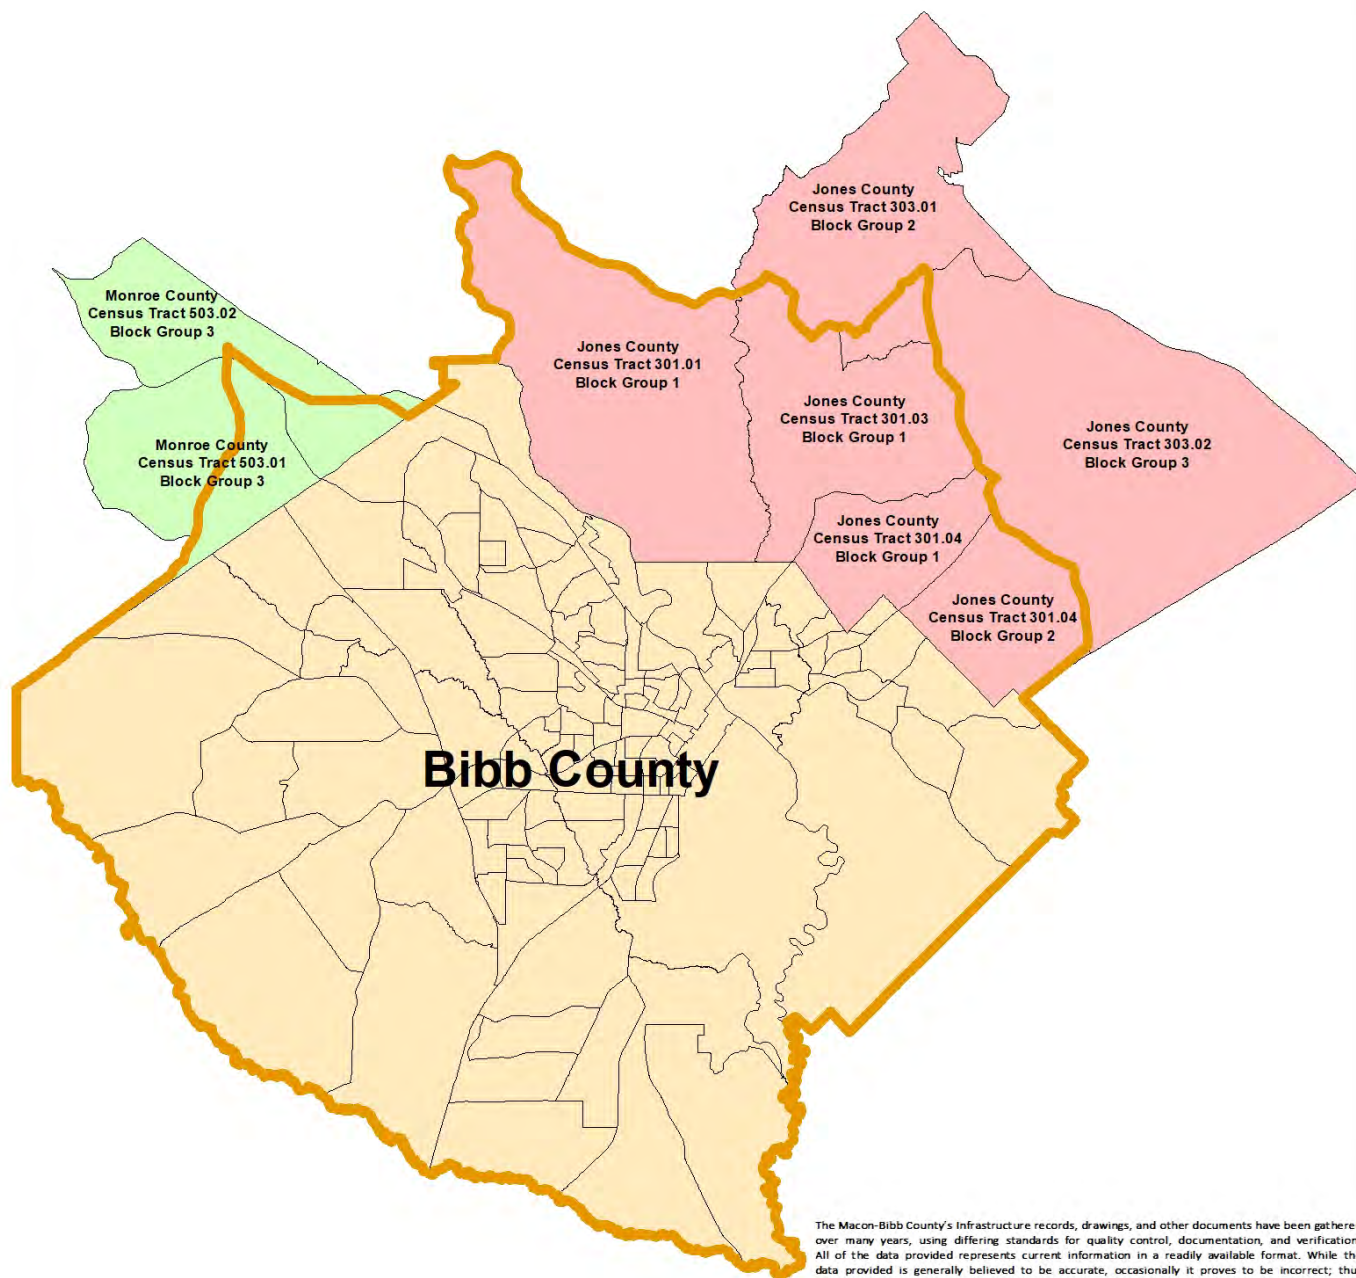 Jones County
Census Tract 303.01
Block Group 2
Monroe County
Census Tract 503.02
Block Group 3
Jones County
Census Tract 301.01
Block Group 1
Jones County
Census Tract 301.03
Block Group 1
Jones County
Census Tract 303.02
Block Group 3
Monroe County
Census Tract 503.01
Block Group 3
Jones County
Census Tract 301.04
Block Group 1
Jones County
Census Tract 301.04
Block Group 2
Bibb County
The Macon-Bibb County's Infrastructure records, drawings, and other documents have been gathere
over many years, using differing standards for quality control, documentation, and verification
All of the data provided represents current information in a readily available format. While th
data provided is generally believed to be accurate, occasionally it proves to be incorrect; thu